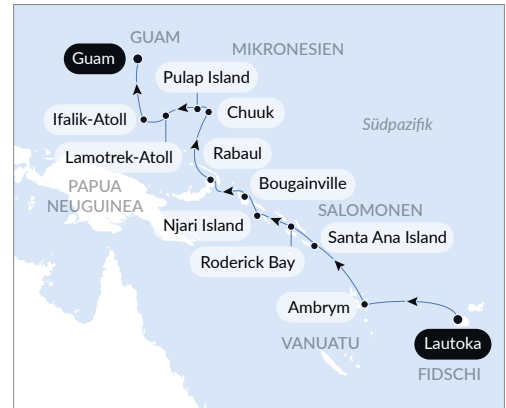 GUAM
Guam
MIKRONESIEN
Pulap Island
Ifalik-Atoll
Chuuk
Südpazifik
Lamotrek-Atoll
Rabaul
PAPUA
NEUGUINEA
Bougainville
Njari Island
SALOMONEN
Santa Ana Island
Roderick Bay
Ambrym
VANUATU
Lautoka
FIDSCHI